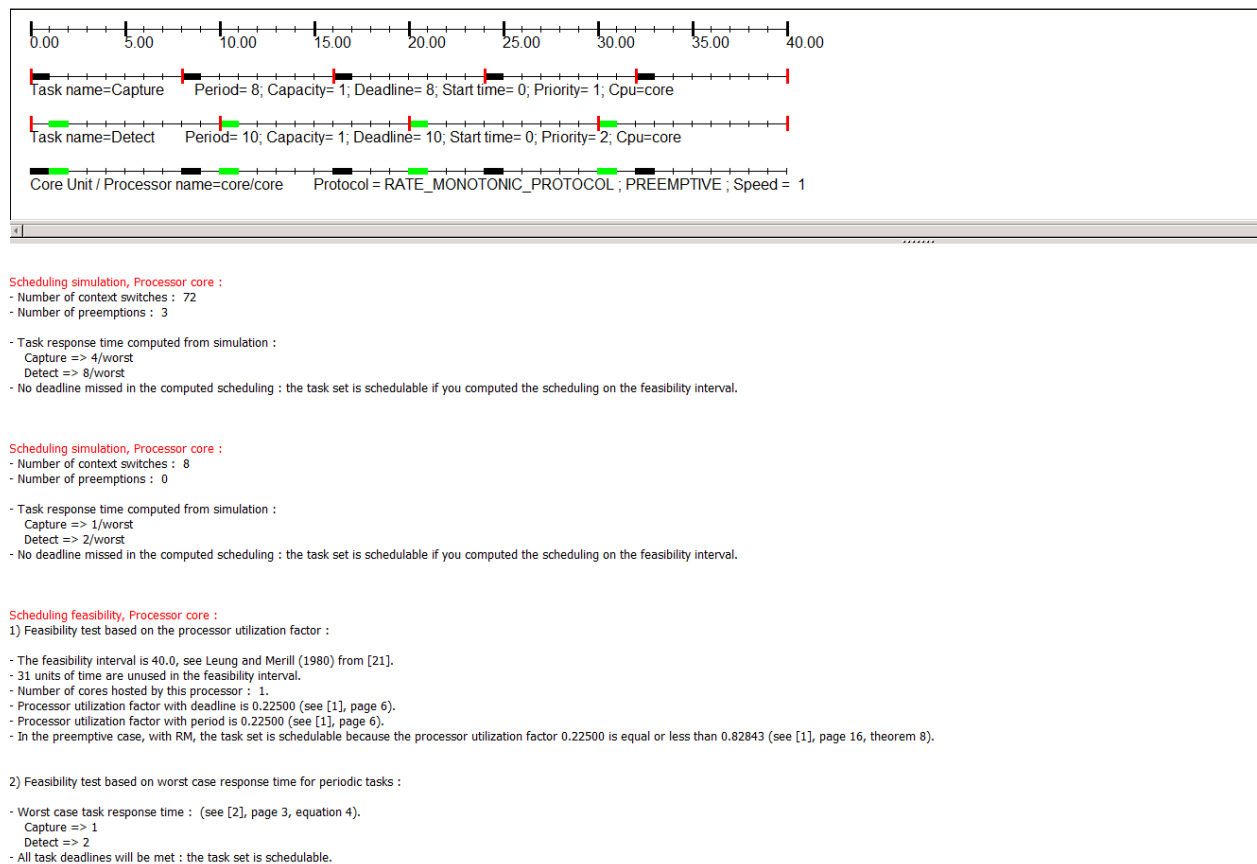 0.00 5.00 10.00 15.00 20.00 25.00 30.00 35.00 40.00
Task name=Capture Period= 8; Capacity= 1; Deadline= 8; Start time= 0; Priority= 1; Cpu=core
Task name=Detect Period= 10; Capacity= 1; Deadline= 10; Start time= 0; Priority= 2; Cpu=core
Core Unit / Processor name=core/core Protocol = RATE_MONOTONIC_PROTOCOL ; PREEMPTIVE ; Speed = 1
Scheduling simulation, Processor core :
- Number of context switches : 72
- Number of preemptions : 3
- Task response time computed from simulation :
Capture => 4/worst
Detect => 8/worst
- No deadline missed in the computed scheduling : the task set is schedulable if you computed the scheduling on the feasibility interval.
Scheduling simulation, Processor core :
- Number of context switches : 8
- Number of preemptions : 0
- Task response time computed from simulation :
Capture => 1/worst
Detect => 2/worst
- No deadline missed in the computed scheduling : the task set is schedulable if you computed the scheduling on the feasibility interval.
Scheduling feasibility, Processor core :
1) Feasibility test based on the processor utilization factor :
- The feasibility interval is 40.0, see Leung and Merill (1980) from [21].
- 31 units of time are unused in the feasibility interval.
- Number of cores hosted by this processor : 1.
- Processor utilization factor with deadline is 0.22500 (see [1], page 6).
- Processor utilization factor with period is 0.22500 (see [1], page 6).
- In the preemptive case, with RM, the task set is schedulable because the processor utilization factor 0.22500 is equal or less than 0.82843 (see [1], page 16, theorem 8).
2) Feasibility test based on worst case response time for periodic tasks :
- Worst case task response time : (see [2], page 3, equation 4).
Capture => 1
Detect => 2
- All task deadlines will be met : the task set is schedulable.